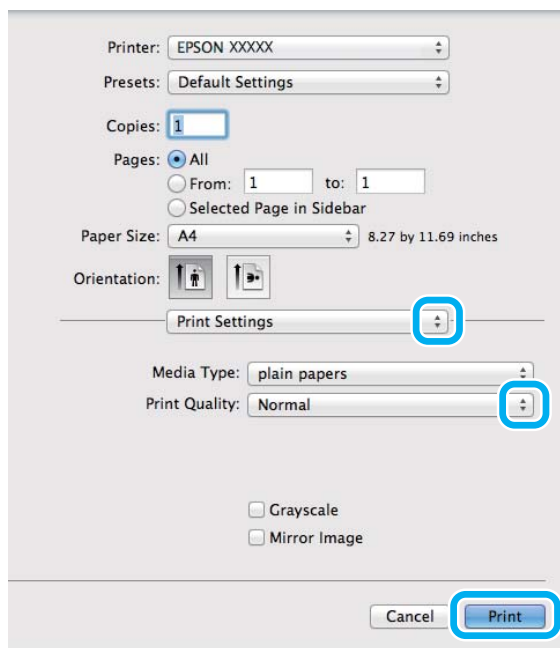 Printer: EPSON XXXXX
Presets: Default Settings
Copies: 1
Pages: All
From: 1 to: 1
Selected Page in Sidebar
Paper Size: A4 8.27 by 11.69 inches
Orientation:
Print Settings
Media Type: plain papers
Print Quality: Normal
Grayscale
Mirror Image
Cancel Print